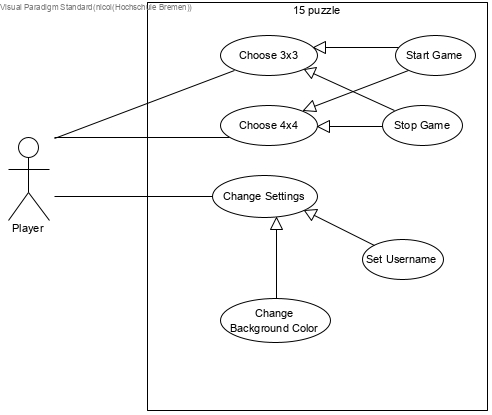 Visual Paradigm Standard(nicol(Hochschule Bremen))
15 puzzle
Choose 3x3
Start Game
Choose 4x4
Stop Game
Change Settings
Player
Set Username
Change
Background Color